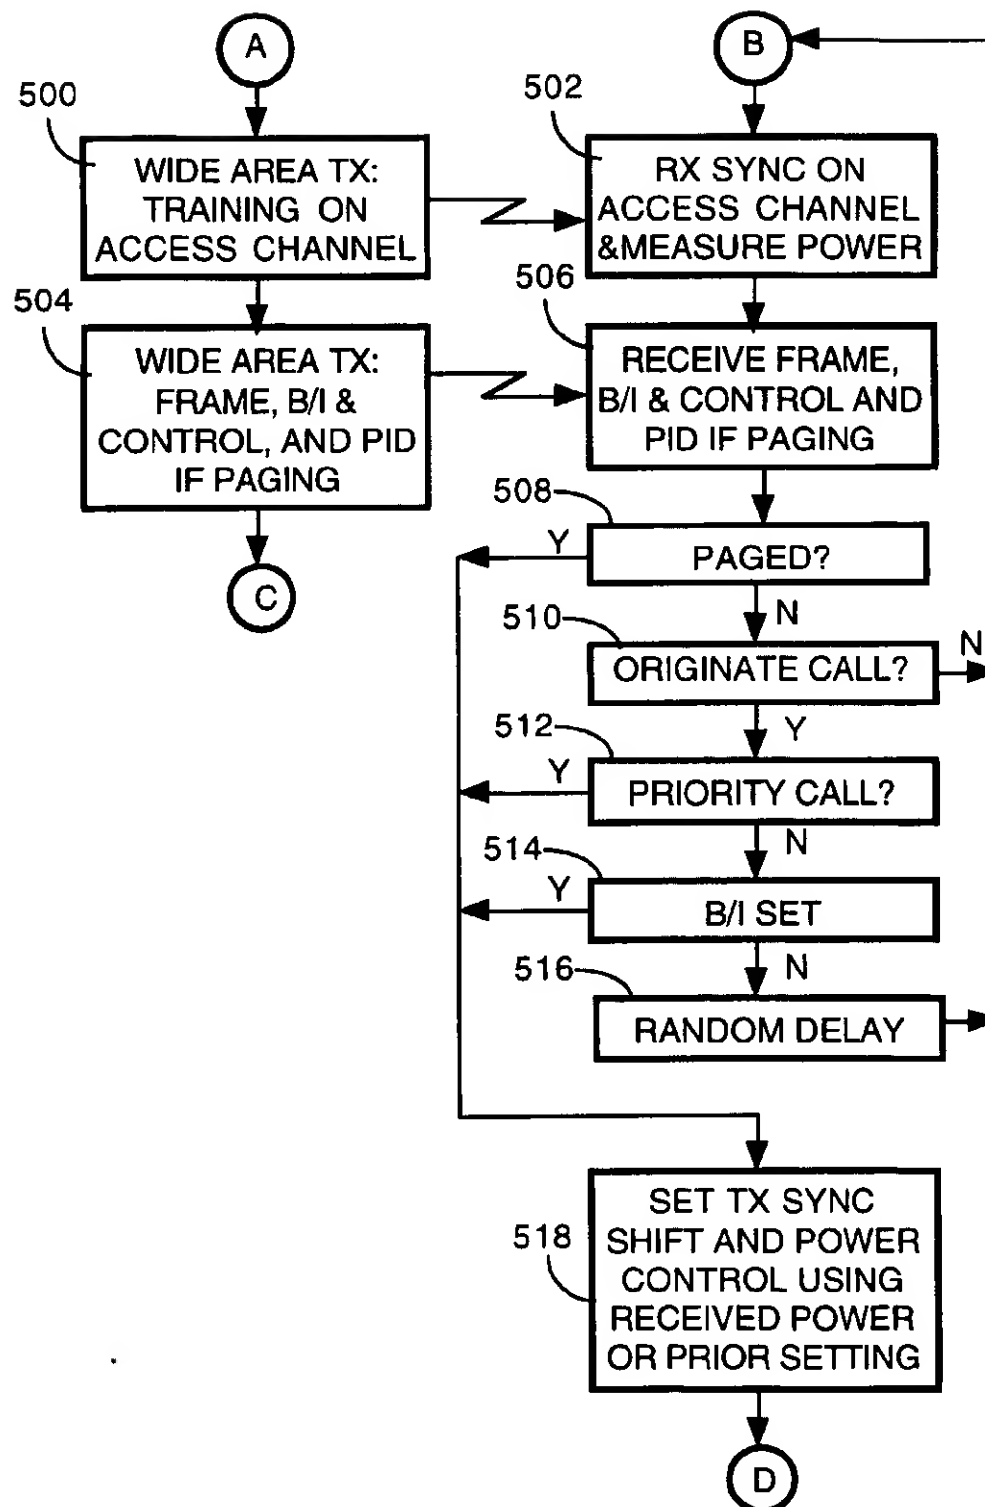 A
B
500
WIDE AREA TX:
TRAINING ON
ACCESS CHANNEL
502
RX SYNC ON
ACCESS CHANNEL
&MEASURE POWER
504
WIDE AREA TX:
FRAME, B/I &
CONTROL, AND PID
IF PAGING
506
RECEIVE FRAME,
B/I & CONTROL AND
PID IF PAGING
C
508
Y
PAGED?
N
510
ORIGINATE CALL?
N
Y
512
Y
PRIORITY CALL?
N
514
Y
B/I SET
N
516
RANDOM DELAY
518
SET TX SYNC
SHIFT AND POWER
CONTROL USING
RECEIVED POWER
OR PRIOR SETTING
D